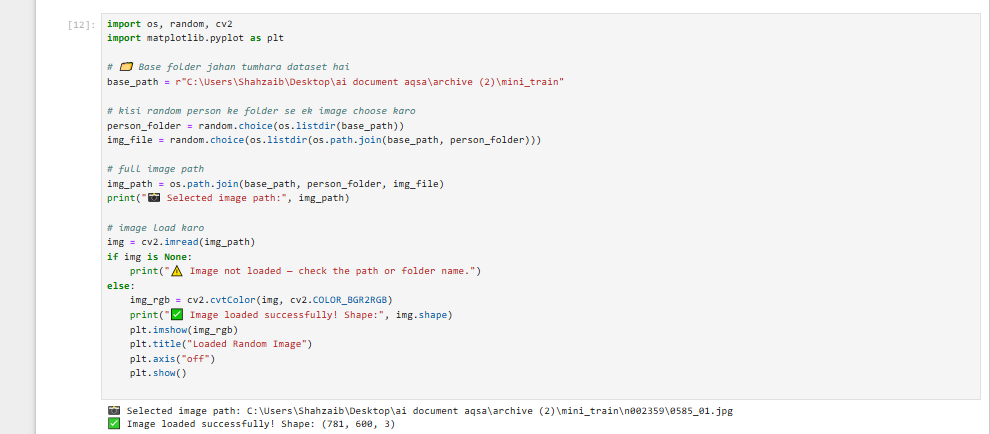 [12]:
import os, random, cv2
import matplotlib.pyplot as plt
# 📁 Base folder jahan tumhara dataset hai
base_path = r"C:\Users\Shahzaib\Desktop\ai document aqsa\archive (2)\mini_train"
# kisi random person ke folder se ek image choose karo
person_folder = random.choice(os.listdir(base_path))
img_file = random.choice(os.listdir(os.path.join(base_path, person_folder)))
# full image path
img_path = os.path.join(base_path, person_folder, img_file)
print("📸 Selected image path:", img_path)
# image load karo
img = cv2.imread(img_path)
if img is None:
    print("⚠️ Image not loaded — check the path or folder name.")
else:
    img_rgb = cv2.cvtColor(img, cv2.COLOR_BGR2RGB)
    print("✅ Image loaded successfully! Shape:", img.shape)
    plt.imshow(img_rgb)
    plt.title("Loaded Random Image")
    plt.axis("off")
    plt.show()
📸 Selected image path: C:\Users\Shahzaib\Desktop\ai document aqsa\archive (2)\mini_train\n002359\0585_01.jpg
✅ Image loaded successfully! Shape: (781, 600, 3)